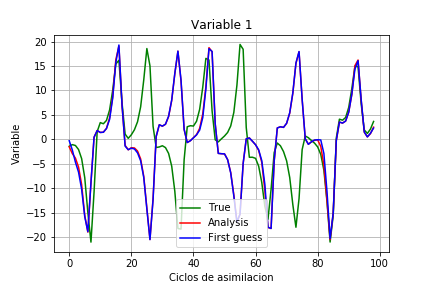 Variable 1
Variable
20
15
10
5
0
−5
−10
−15
−20
True
Analysis
First guess
0 20 40 60 80 100
Ciclos de asimilacion